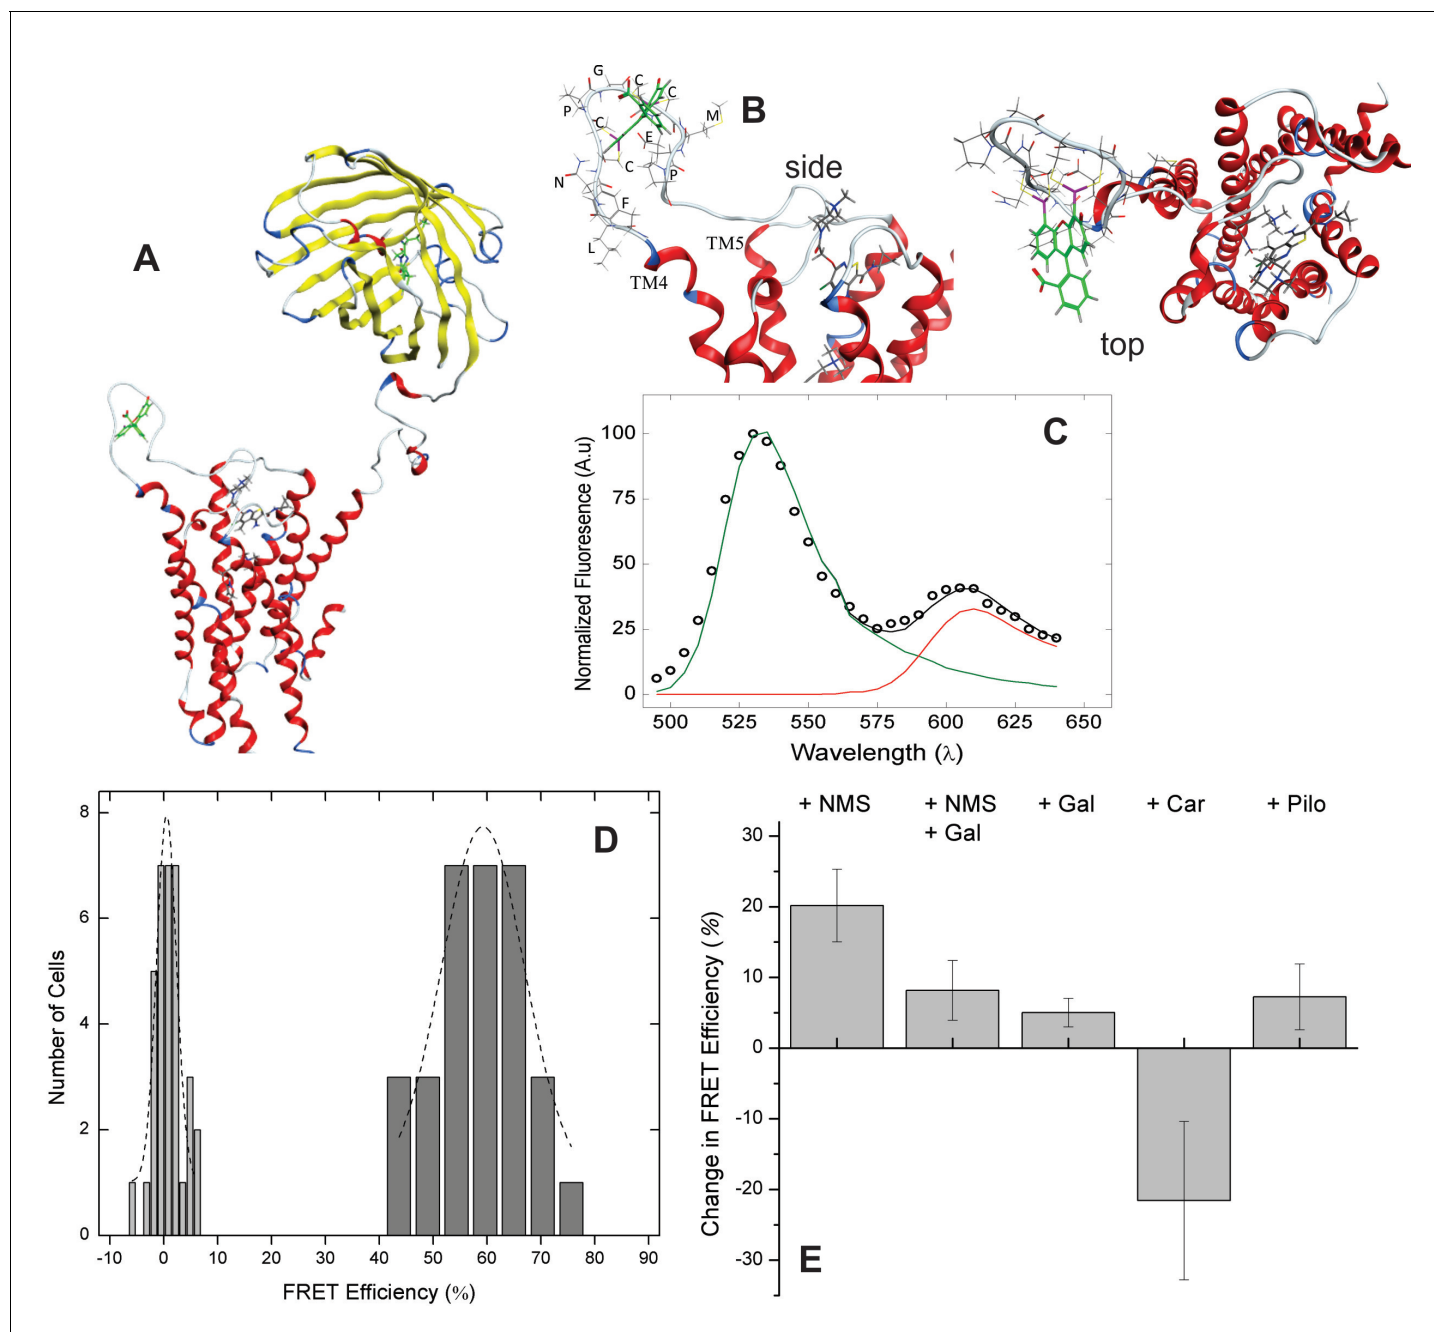 A
B
side
G
C
C
P
M
C
E
C
P
N
F
L
TM5
TM4
top
C
Normalized Fluoresence (A.u)
100
75
50
25
0
500 525 550 575 600 625 650
Wavelength (λ)
D
Number of Cells
8
6
4
2
0
-10 0 10 20 30 40 50 60 70 80 90
FRET Efficiency (%)
+ NMS + NMS + Gal + Car + Pilo
+ Gal
Change in FRET Efficiency (%)
30
20
10
0
-10
-20
-30
E